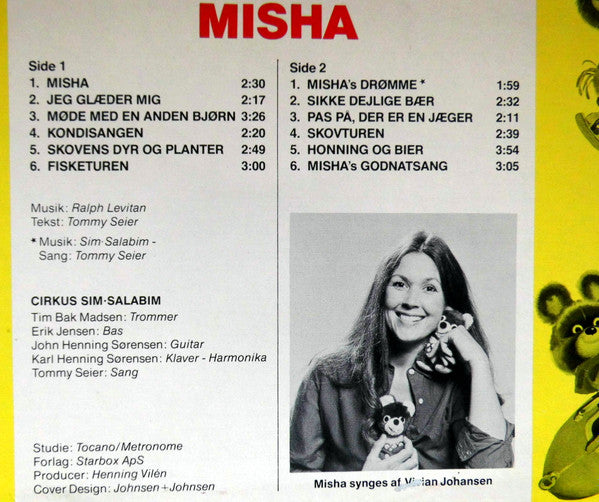 MISHA
Side 1
1. MISHA 2:30
2. JEG GLÆDER MIG 2:17
3. MØDE MED EN ANDEN BJØRN 3:26
4. KONDISANGEN 2:20
5. SKOVENS DYR OG PLANTER 2:49
6. FISKETUREN 3:00
Side 2
1. MISHA's DRØMME * 1:59
2. SIKKE DEJLIGE BÆR 2:32
3. PAS PÅ, DER ER EN JÆGER 2:11
4. SKOVTUREN 2:39
5. HONNING OG BIER 3:54
6. MISHA's GODNATSANG 3:05
Musik: Ralph Levitan
Tekst: Tommy Seier
* Musik: Sim-Salabim -
Sang: Tommy Seier
CIRKUS SIM-SALABIM
Tim Bak Madsen: Trommer
Erik Jensen: Bas
John Henning Sørensen: Guitar
Karl Henning Sørensen: Klaver - Harmonika
Tommy Seier: Sang
Studie: Tocano/Metronome
Forlag: Starbox ApS
Producer: Henning Vilén
Cover Design: Johnsen+Johnsen
Misha synges af Vivian Johansen